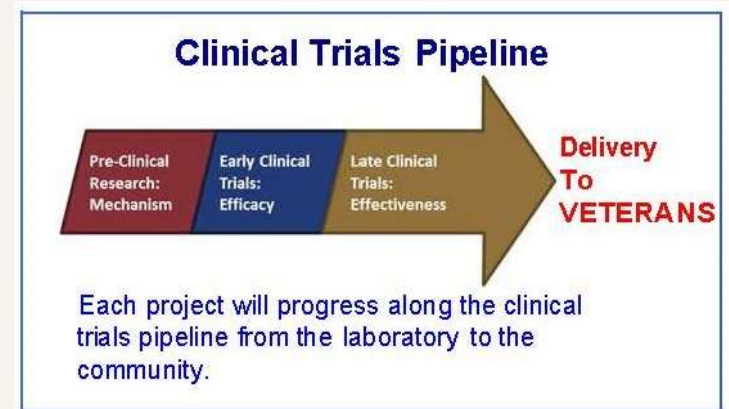 Clinical Trials Pipeline
Pre-Clinical
Research:
Mechanism
Early Clinical
Trials:
Efficacy
Late Clinical
Trials:
Effectiveness
Delivery
To
VETERANS
Each project will progress along the clinical
trials pipeline from the laboratory to the
community.